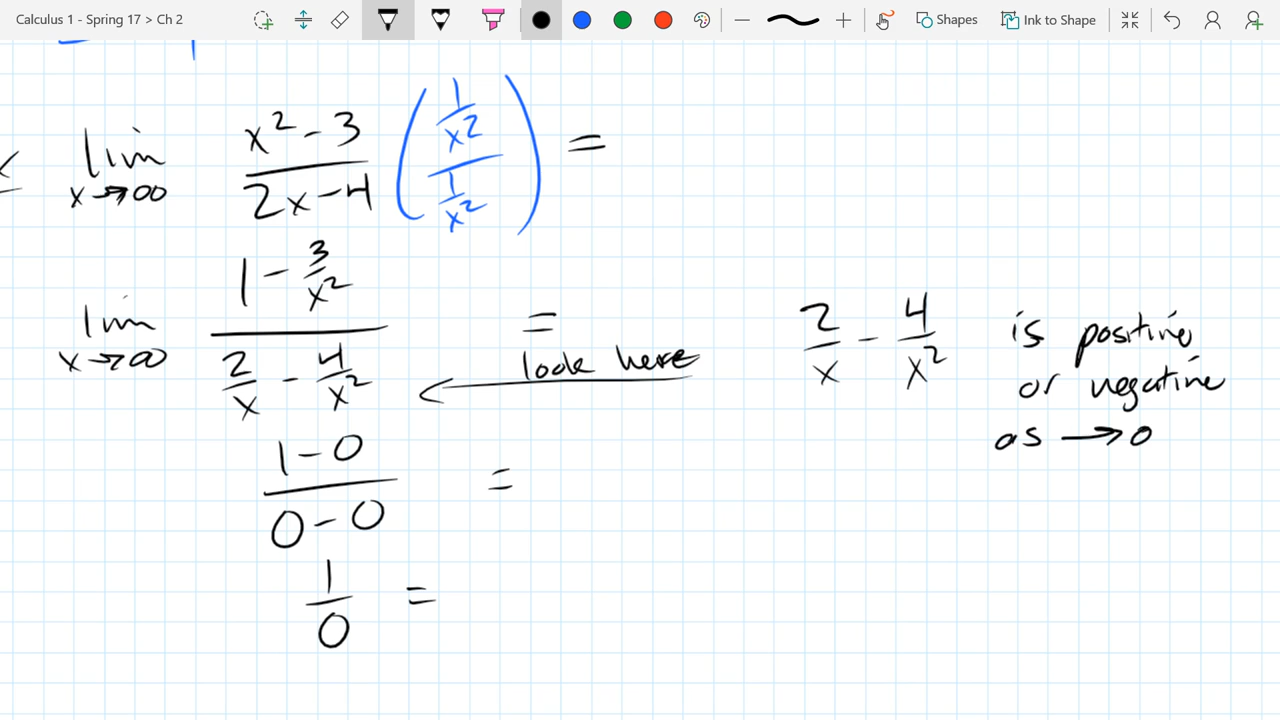 Calculus 1 - Spring 17 > Ch 2
Shapes
Ink to Shape
lim x→∞ (x² - 3)/(2x - 4) ((1/x²)/(1/x²)) =
lim x→∞ (1 - 3/x²)/(2/x - 4/x²) =
look here
(1 - 0)/(0 - 0) =
1/0 =
2/x - 4/x² is positive
or negative
as → 0